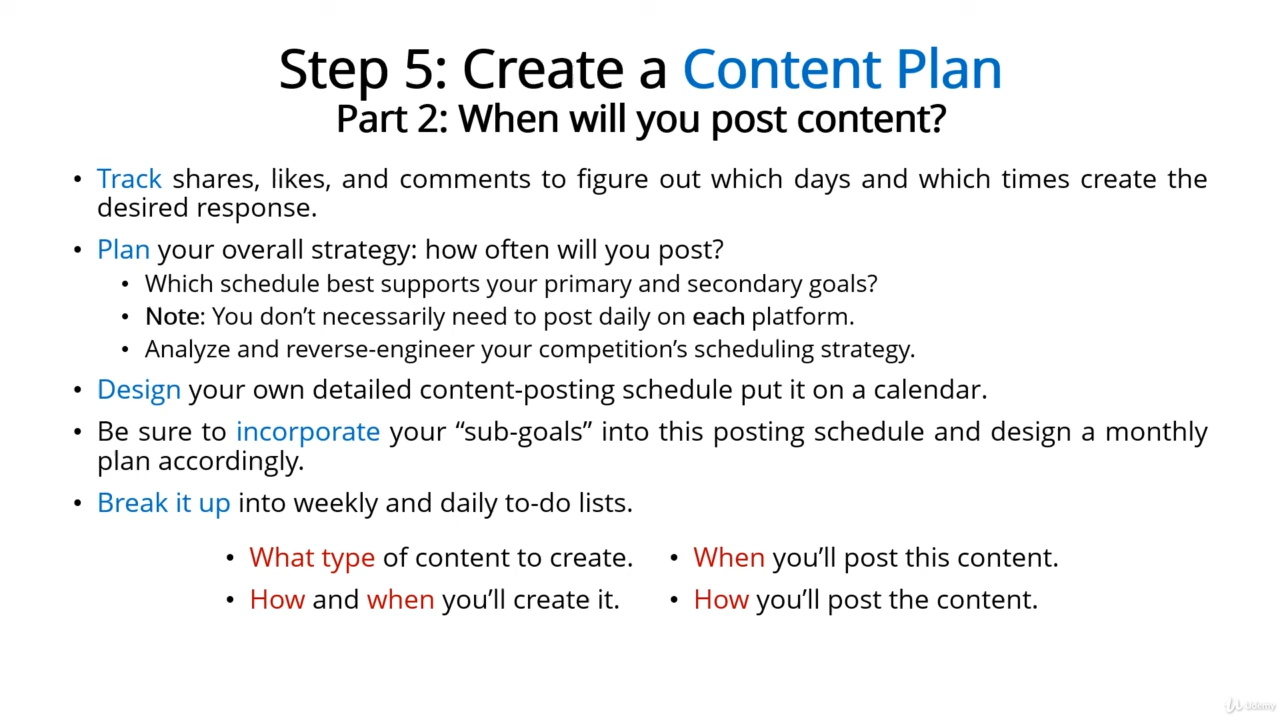 Step 5: Create a Content Plan
Part 2: When will you post content?
• Track shares, likes, and comments to figure out which days and which times create the
desired response.
• Plan your overall strategy: how often will you post?
• Which schedule best supports your primary and secondary goals?
• Note: You don’t necessarily need to post daily on each platform.
• Analyze and reverse-engineer your competition’s scheduling strategy.
• Design your own detailed content-posting schedule put it on a calendar.
• Be sure to incorporate your “sub-goals” into this posting schedule and design a monthly
plan accordingly.
• Break it up into weekly and daily to-do lists.
• What type of content to create.
• How and when you’ll create it.
• When you’ll post this content.
• How you’ll post the content.
Udemy